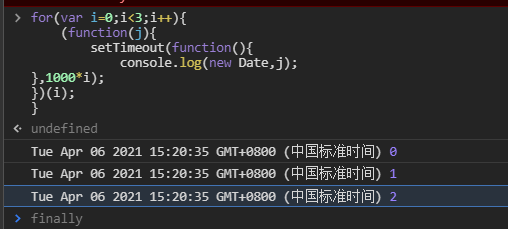 for(var i=0;i<3;i++){
    (function(j){
        setTimeout(function(){
            console.log(new Date,j);
},1000*i);
})(i);
}
undefined
Tue Apr 06 2021 15:20:35 GMT+0800 (中国标准时间) 0
Tue Apr 06 2021 15:20:35 GMT+0800 (中国标准时间) 1
Tue Apr 06 2021 15:20:35 GMT+0800 (中国标准时间) 2
finally